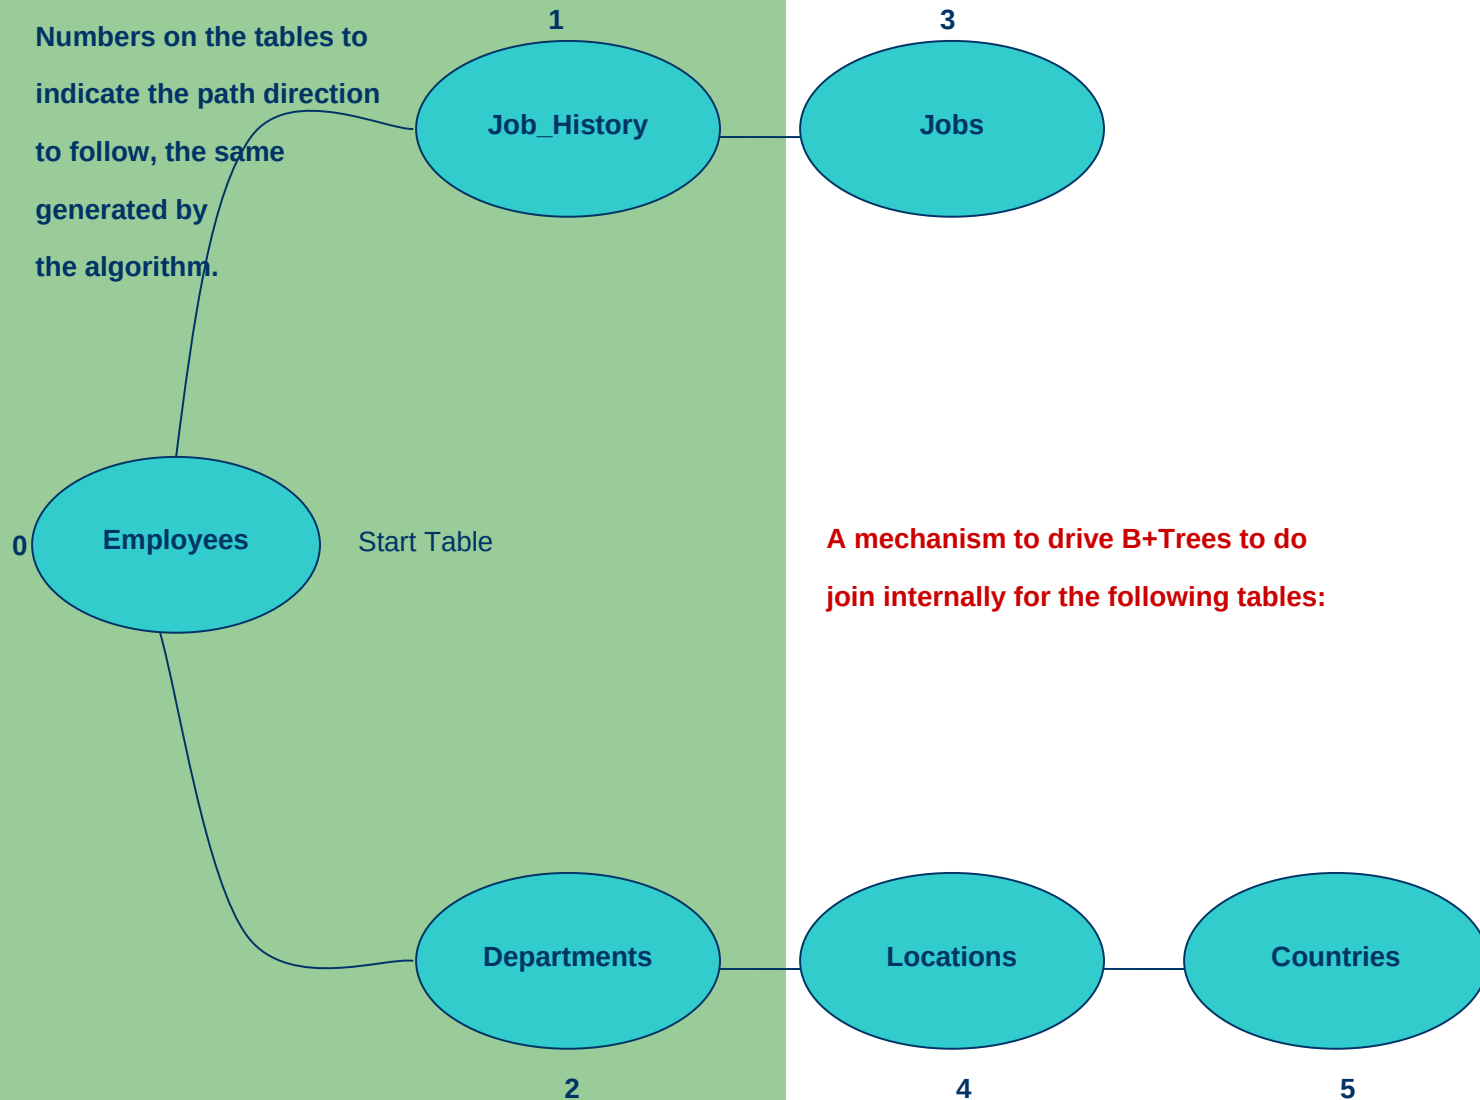 Numbers on the tables to
indicate the path direction
to follow, the same
generated by
the algorithm.
1
3
Job_History
Jobs
0
Employees
Start Table
A mechanism to drive B+Trees to do
join internally for the following tables:
Departments
Locations
Countries
2
4
5